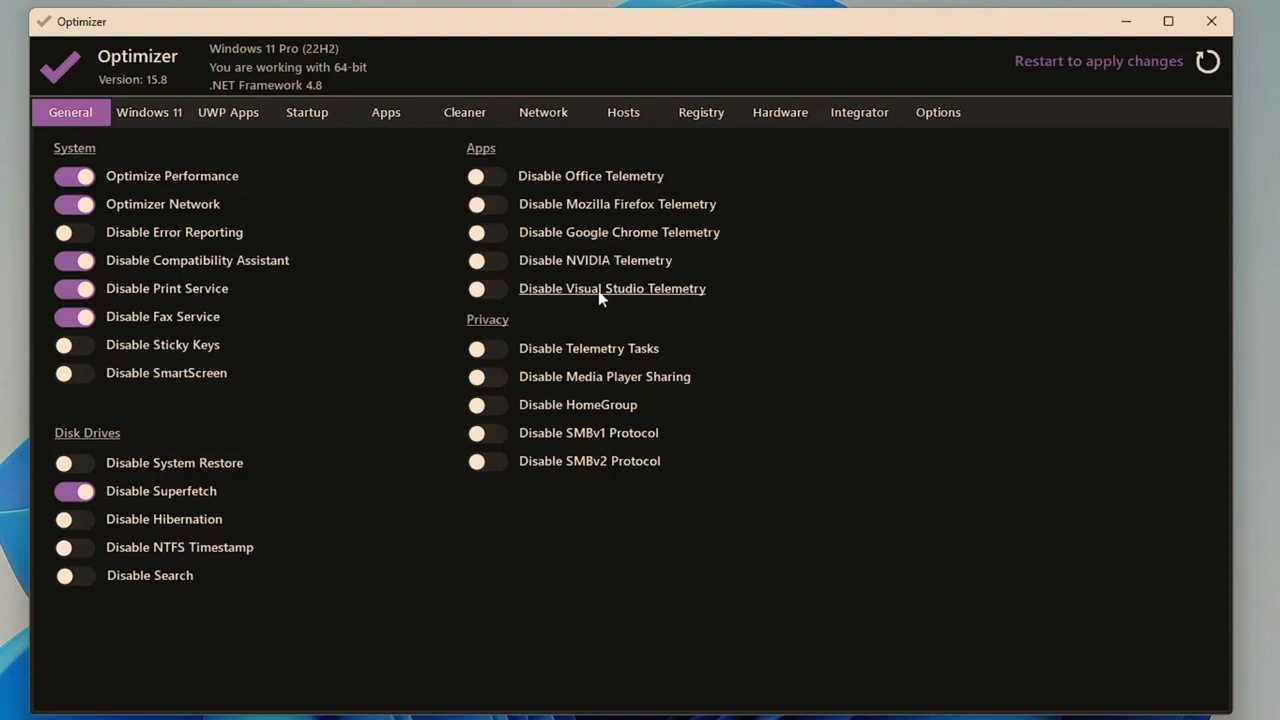 Optimizer
Optimizer
Version: 15.8
Windows 11 Pro (22H2)
You are working with 64-bit
.NET Framework 4.8
Restart to apply changes
General Windows 11 UWP Apps Startup Apps Cleaner Network Hosts Registry Hardware Integrator Options
System
Optimize Performance
Optimizer Network
Disable Error Reporting
Disable Compatibility Assistant
Disable Print Service
Disable Fax Service
Disable Sticky Keys
Disable SmartScreen
Disk Drives
Disable System Restore
Disable Superfetch
Disable Hibernation
Disable NTFS Timestamp
Disable Search
Apps
Disable Office Telemetry
Disable Mozilla Firefox Telemetry
Disable Google Chrome Telemetry
Disable NVIDIA Telemetry
Disable Visual Studio Telemetry
Privacy
Disable Telemetry Tasks
Disable Media Player Sharing
Disable HomeGroup
Disable SMBv1 Protocol
Disable SMBv2 Protocol